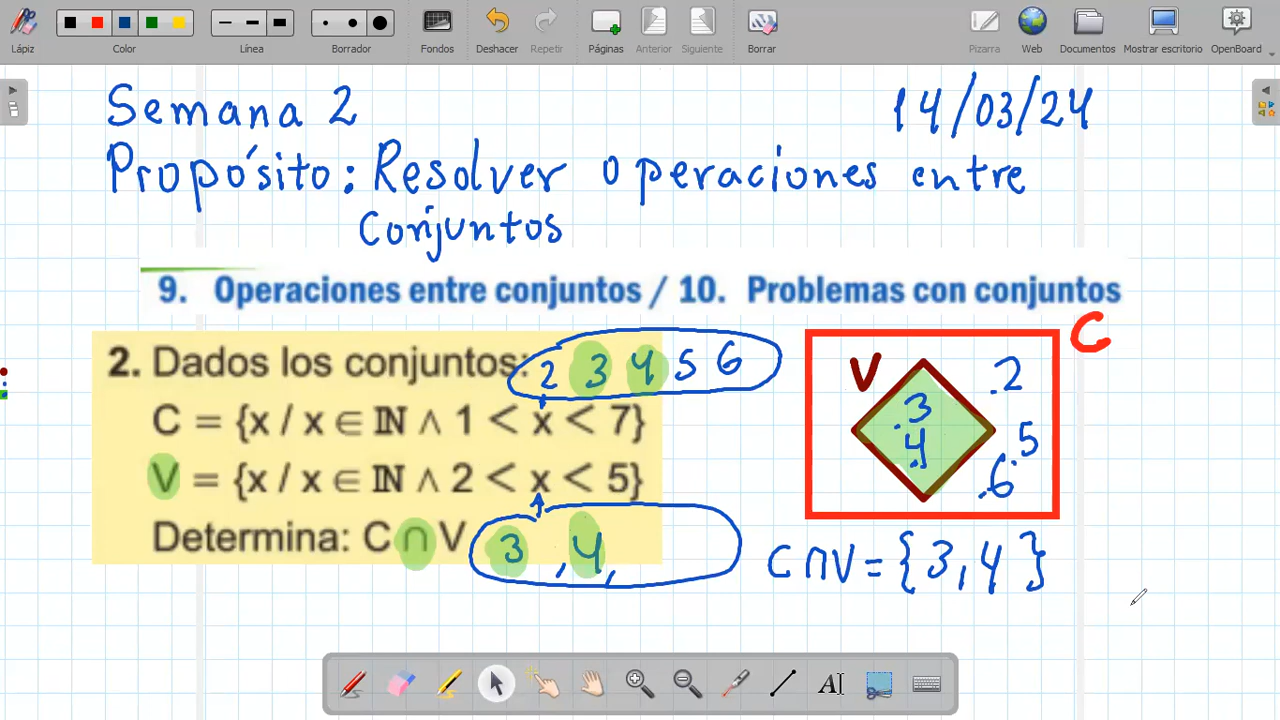 Lápiz Color Línea Borrador Fondos Deshacer Repetir Páginas Anterior Siguiente Borrar Pizarra Web Documentos Mostrar escritorio OpenBoard
Semana 2 14/03/24
Propósito: Resolver operaciones entre
Conjuntos
9. Operaciones entre conjuntos / 10. Problemas con conjuntos
2. Dados los conjuntos: 2 3 4 5 6
C = {x / x ∈ ℕ ∧ 1 < x < 7}
V = {x / x ∈ ℕ ∧ 2 < x < 5}
Determina: C ∩ V 3 , 4,
C
V
.3
.4
.2
.5
.6
C∩V = {3, 4}
AI